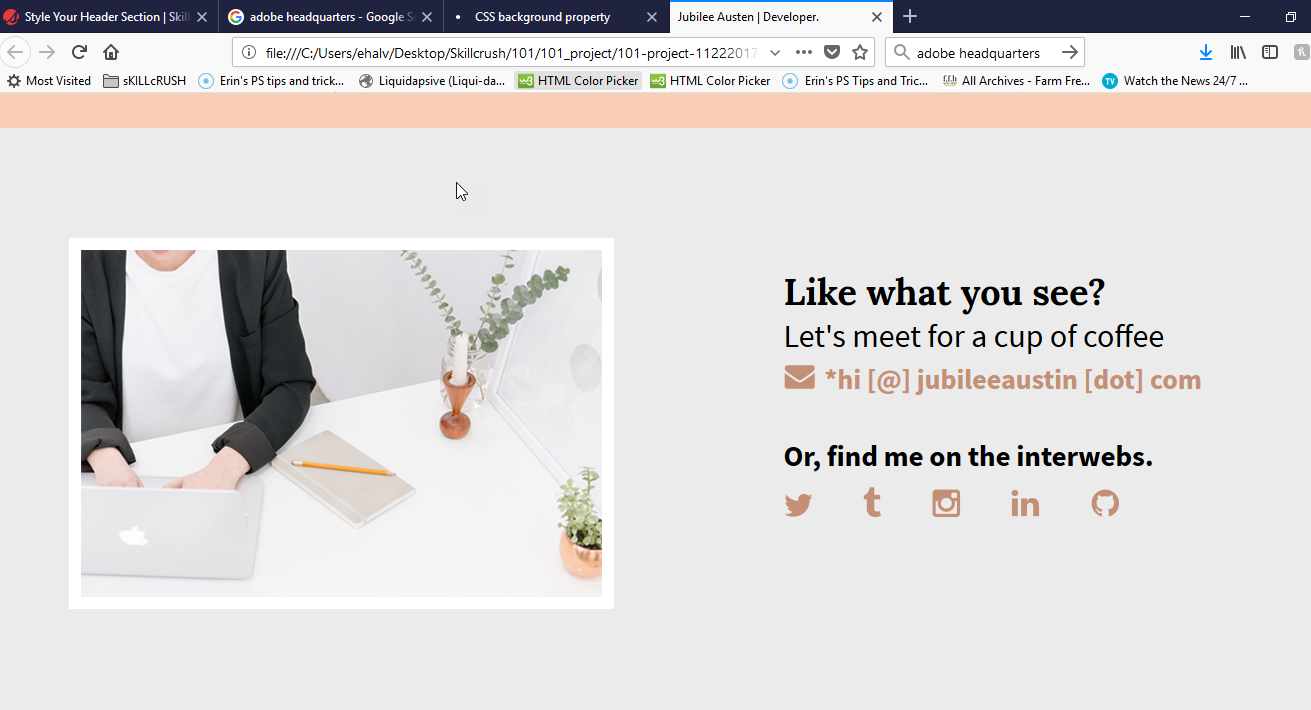 Style Your Header Section | Skil
adobe headquarters - Google S
CSS background property
Jubilee Austen | Developer.
file:///C:/Users/ehalv/Desktop/Skillcrush/101/101_project/101-project-11222017
adobe headquarters
Most Visited
sKILLcRUSH
Erin's PS tips and trick...
Liquidapsive (Liqui-da...
HTML Color Picker
HTML Color Picker
Erin's PS Tips and Tric...
All Archives - Farm Fre...
Watch the News 24/7 ...
Like what you see?
Let's meet for a cup of coffee
*hi [@] jubileeaustin [dot] com
Or, find me on the interwebs.